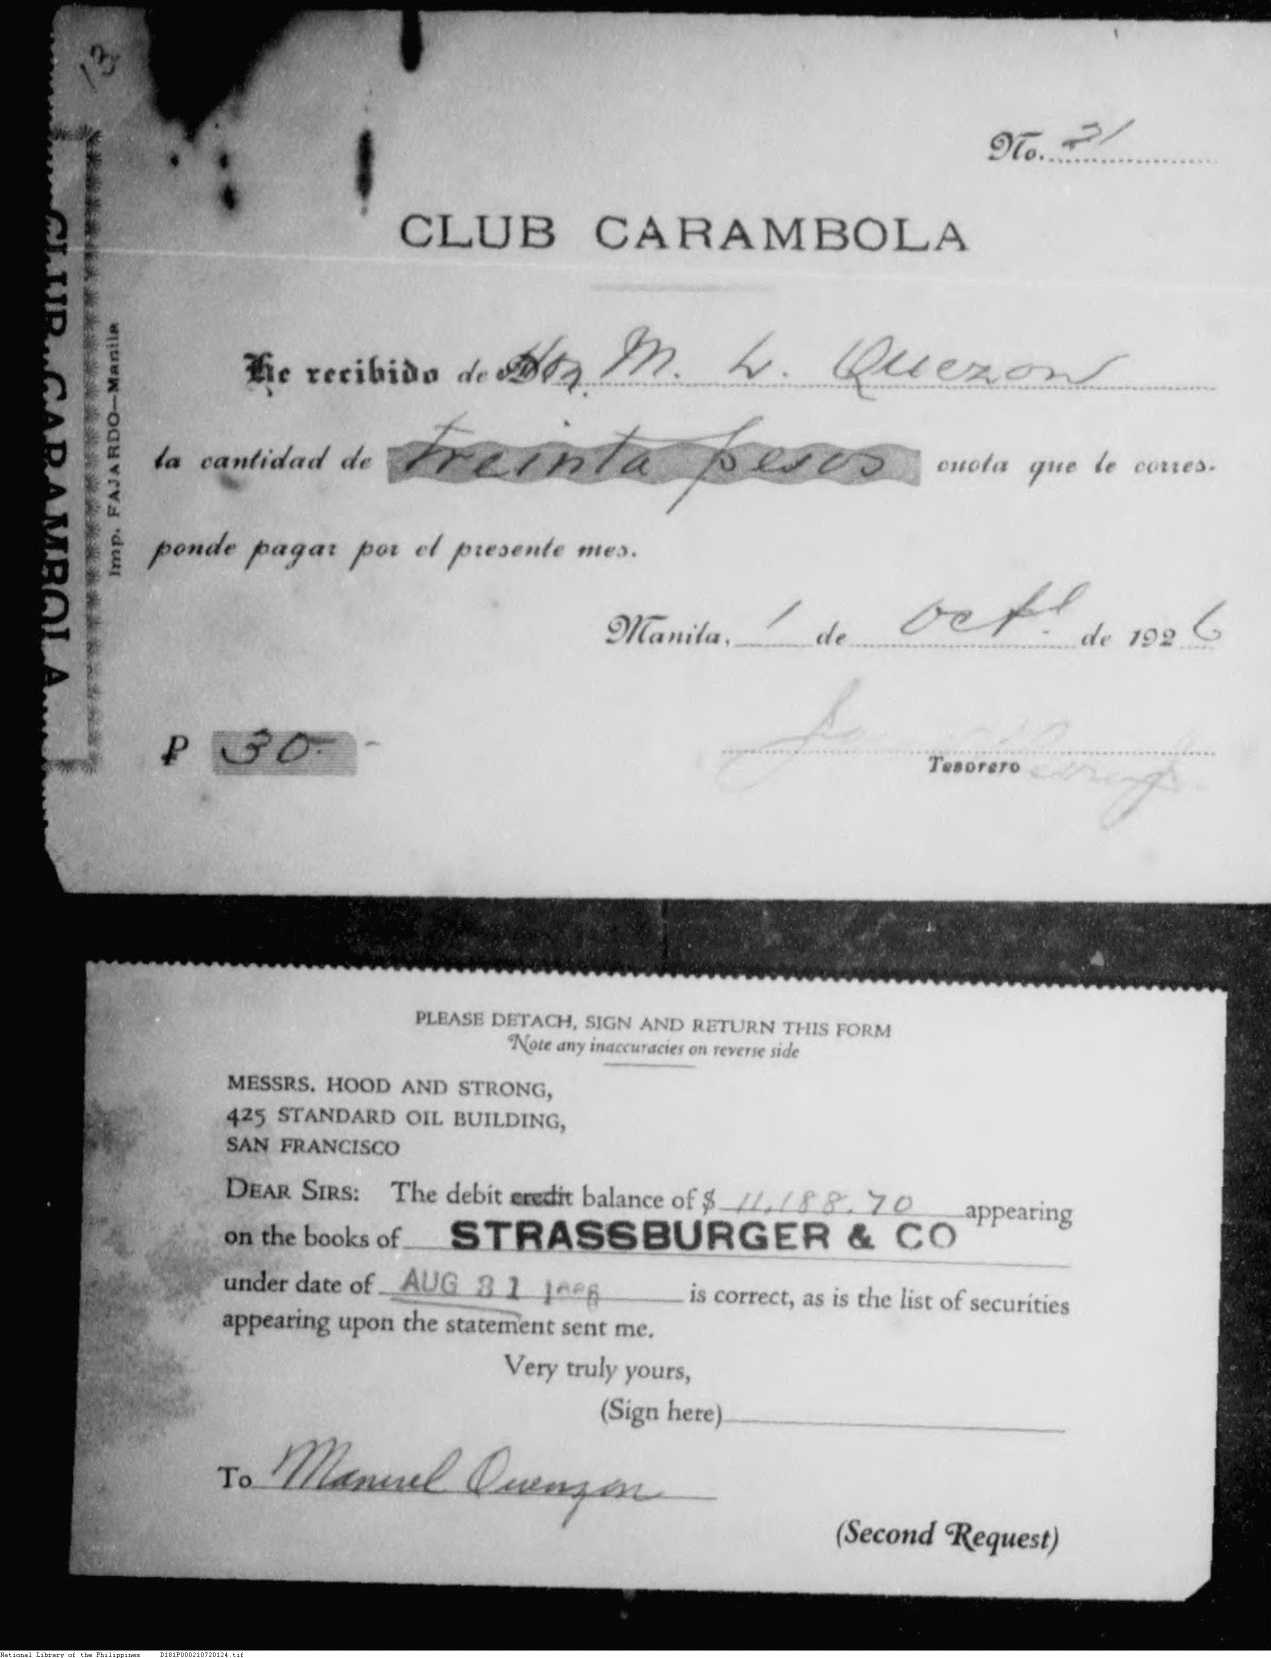 13
No. 21
CLUB CARAMBOLA
CLUB CARAMBOLA
Imp. FAJARDO—Manila
He recibido de Hon. M. L. Quezon
la cantidad de treinta pesos cuota que le corres-
ponde pagar por el presente mes.
Manila, 1 de Oct. de 1926
₱ 30.-
Tesorero
PLEASE DETACH, SIGN AND RETURN THIS FORM
Note any inaccuracies on reverse side
MESSRS. HOOD AND STRONG,
425 STANDARD OIL BUILDING,
SAN FRANCISCO
DEAR SIRS: The debit credit balance of $ 11,188.70 appearing
on the books of STRASSBURGER & CO
under date of AUG 31 is correct, as is the list of securities
appearing upon the statement sent me.
Very truly yours,
(Sign here)
To Manuel Quenzon
(Second Request)
National Library of the Philippines D181P000210720124.tif